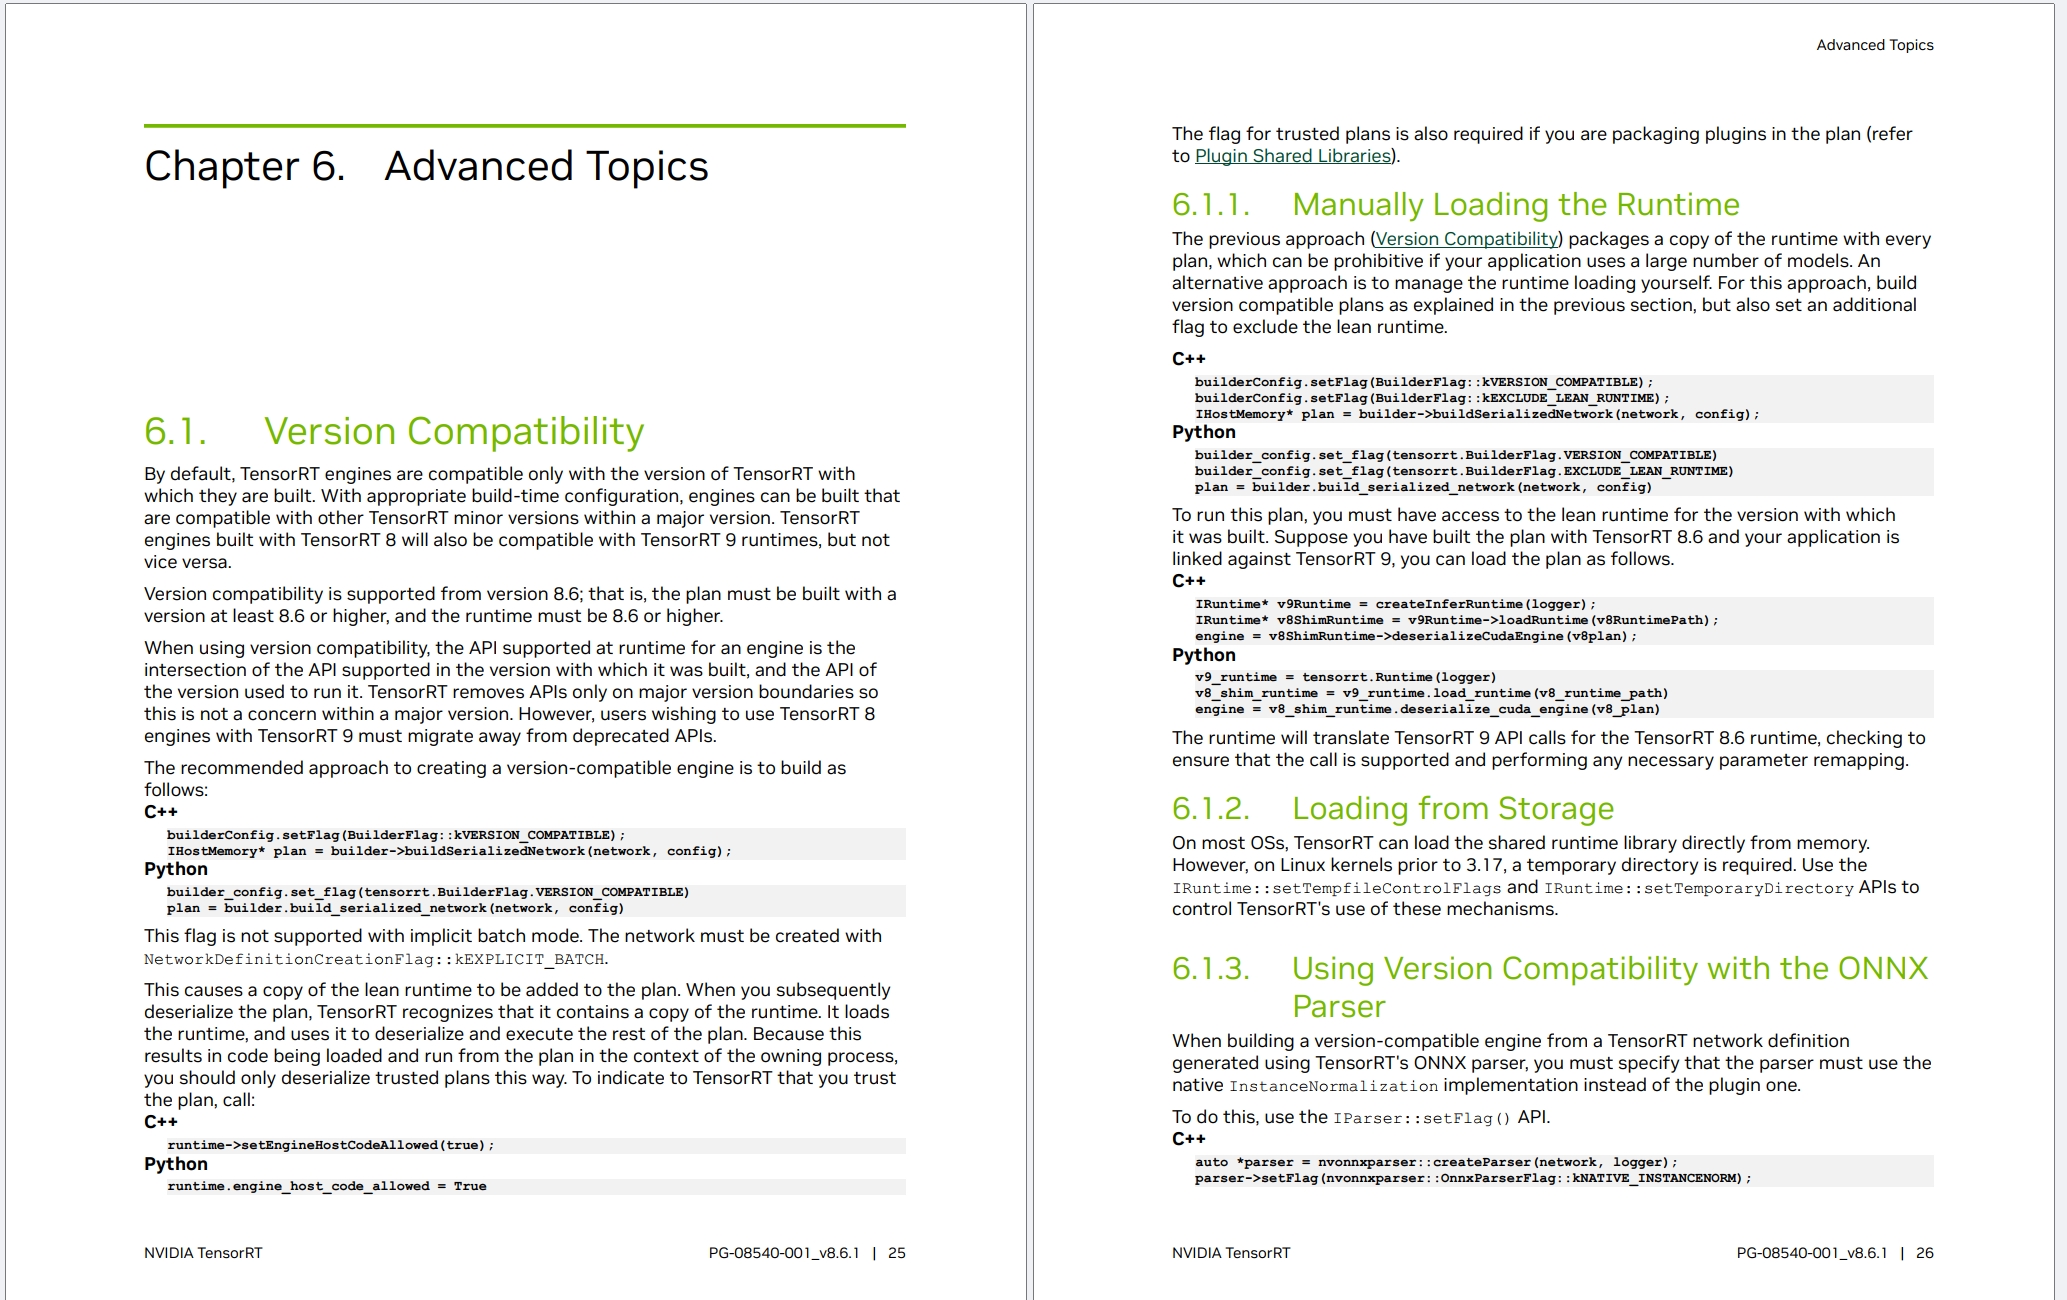 Chapter 6. Advanced Topics
6.1. Version Compatibility
By default, TensorRT engines are compatible only with the version of TensorRT with
which they are built. With appropriate build-time configuration, engines can be built that
are compatible with other TensorRT minor versions within a major version. TensorRT
engines built with TensorRT 8 will also be compatible with TensorRT 9 runtimes, but not
vice versa.
Version compatibility is supported from version 8.6; that is, the plan must be built with a
version at least 8.6 or higher, and the runtime must be 8.6 or higher.
When using version compatibility, the API supported at runtime for an engine is the
intersection of the API supported in the version with which it was built, and the API of
the version used to run it. TensorRT removes APIs only on major version boundaries so
this is not a concern within a major version. However, users wishing to use TensorRT 8
engines with TensorRT 9 must migrate away from deprecated APIs.
The recommended approach to creating a version-compatible engine is to build as
follows:
C++
builderConfig.setFlag(BuilderFlag::kVERSION_COMPATIBLE);
IHostMemory* plan = builder->buildSerializedNetwork(network, config);
Python
builder_config.set_flag(tensorrt.BuilderFlag.VERSION_COMPATIBLE)
plan = builder.build_serialized_network(network, config)
This flag is not supported with implicit batch mode. The network must be created with
NetworkDefinitionCreationFlag::kEXPLICIT_BATCH.
This causes a copy of the lean runtime to be added to the plan. When you subsequently
deserialize the plan, TensorRT recognizes that it contains a copy of the runtime. It loads
the runtime, and uses it to deserialize and execute the rest of the plan. Because this
results in code being loaded and run from the plan in the context of the owning process,
you should only deserialize trusted plans this way. To indicate to TensorRT that you trust
the plan, call:
C++
runtime->setEngineHostCodeAllowed(true);
Python
runtime.engine_host_code_allowed = True
NVIDIA TensorRT PG-08540-001_v8.6.1 | 25
Advanced Topics
The flag for trusted plans is also required if you are packaging plugins in the plan (refer
to Plugin Shared Libraries).
6.1.1. Manually Loading the Runtime
The previous approach (Version Compatibility) packages a copy of the runtime with every
plan, which can be prohibitive if your application uses a large number of models. An
alternative approach is to manage the runtime loading yourself. For this approach, build
version compatible plans as explained in the previous section, but also set an additional
flag to exclude the lean runtime.
C++
builderConfig.setFlag(BuilderFlag::kVERSION_COMPATIBLE);
builderConfig.setFlag(BuilderFlag::kEXCLUDE_LEAN_RUNTIME);
IHostMemory* plan = builder->buildSerializedNetwork(network, config);
Python
builder_config.set_flag(tensorrt.BuilderFlag.VERSION_COMPATIBLE)
builder_config.set_flag(tensorrt.BuilderFlag.EXCLUDE_LEAN_RUNTIME)
plan = builder.build_serialized_network(network, config)
To run this plan, you must have access to the lean runtime for the version with which
it was built. Suppose you have built the plan with TensorRT 8.6 and your application is
linked against TensorRT 9, you can load the plan as follows.
C++
IRuntime* v9Runtime = createInferRuntime(logger);
IRuntime* v8ShimRuntime = v9Runtime->loadRuntime(v8RuntimePath);
engine = v8ShimRuntime->deserializeCudaEngine(v8plan);
Python
v9_runtime = tensorrt.Runtime(logger)
v8_shim_runtime = v9_runtime.load_runtime(v8_runtime_path)
engine = v8_shim_runtime.deserialize_cuda_engine(v8_plan)
The runtime will translate TensorRT 9 API calls for the TensorRT 8.6 runtime, checking to
ensure that the call is supported and performing any necessary parameter remapping.
6.1.2. Loading from Storage
On most OSs, TensorRT can load the shared runtime library directly from memory.
However, on Linux kernels prior to 3.17, a temporary directory is required. Use the
IRuntime::setTempfileControlFlags and IRuntime::setTemporaryDirectory APIs to
control TensorRT's use of these mechanisms.
6.1.3. Using Version Compatibility with the ONNX
Parser
When building a version-compatible engine from a TensorRT network definition
generated using TensorRT's ONNX parser, you must specify that the parser must use the
native InstanceNormalization implementation instead of the plugin one.
To do this, use the IParser::setFlag() API.
C++
auto *parser = nvonnxparser::createParser(network, logger);
parser->setFlag(nvonnxparser::OnnxParserFlag::kNATIVE_INSTANCENORM);
NVIDIA TensorRT PG-08540-001_v8.6.1 | 26